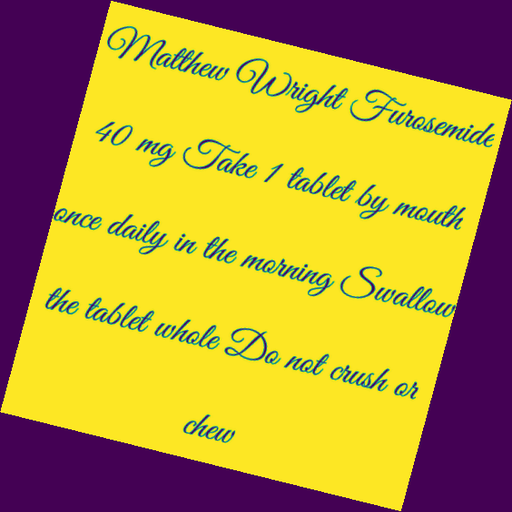 Matthew Wright Furosemide
40 mg Take 1 tablet by mouth
once daily in the morning Swallow
the tablet whole Do not crush or
chew